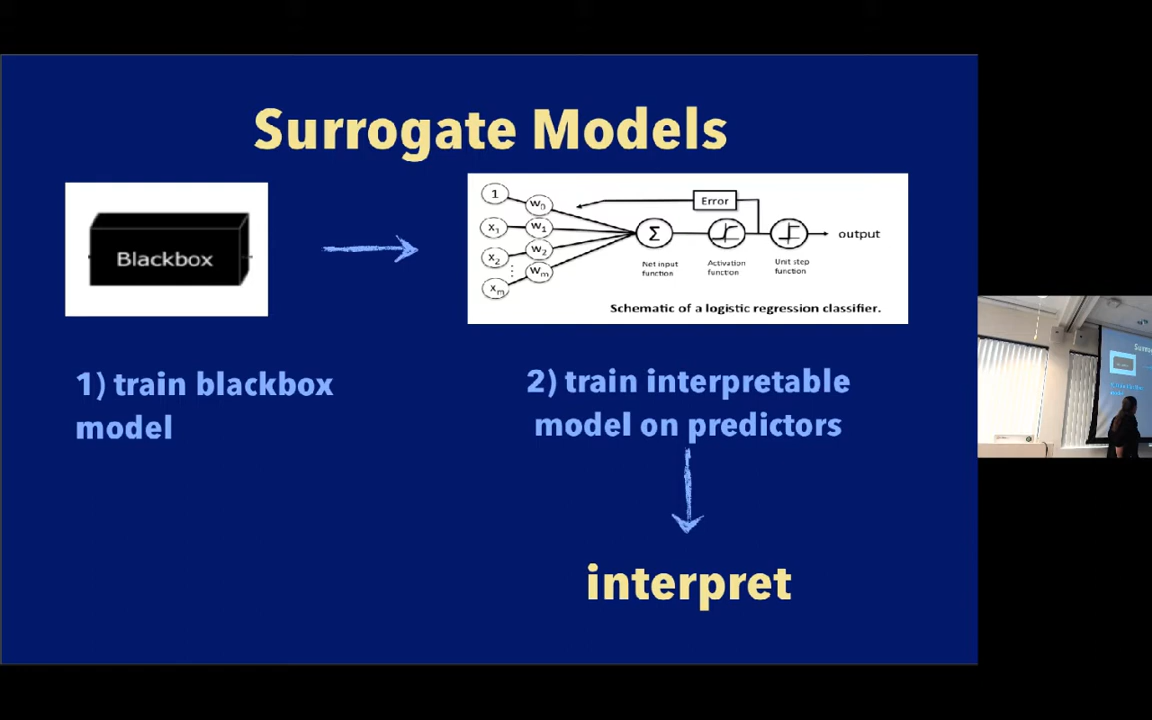 Surrogate Models
Blackbox
1
x1
x2
xm
w0
w1
w2
wm
Σ
Error
output
Net input
function
Activation
function
Unit step
function
Schematic of a logistic regression classifier.
1) train blackbox
model
2) train interpretable
model on predictors
interpret